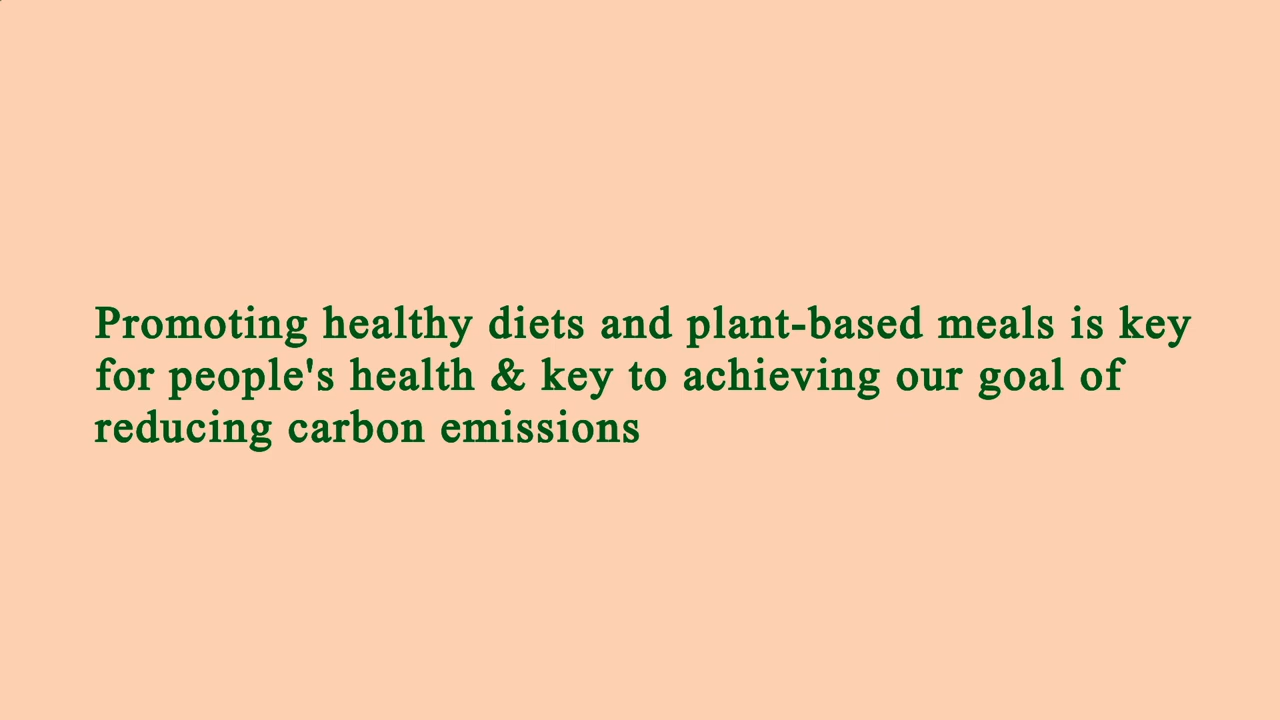 Promoting healthy diets and plant-based meals is key
for people's health & key to achieving our goal of
reducing carbon emissions